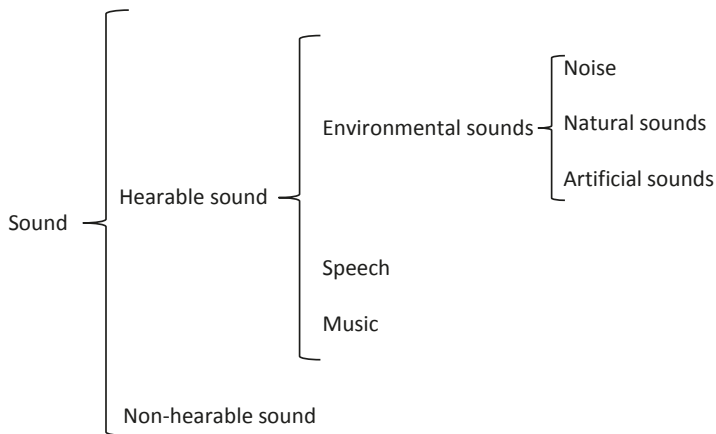 Noise
Environmental sounds
Natural sounds
Artificial sounds
Hearable sound
Sound
Speech
Music
Non-hearable sound